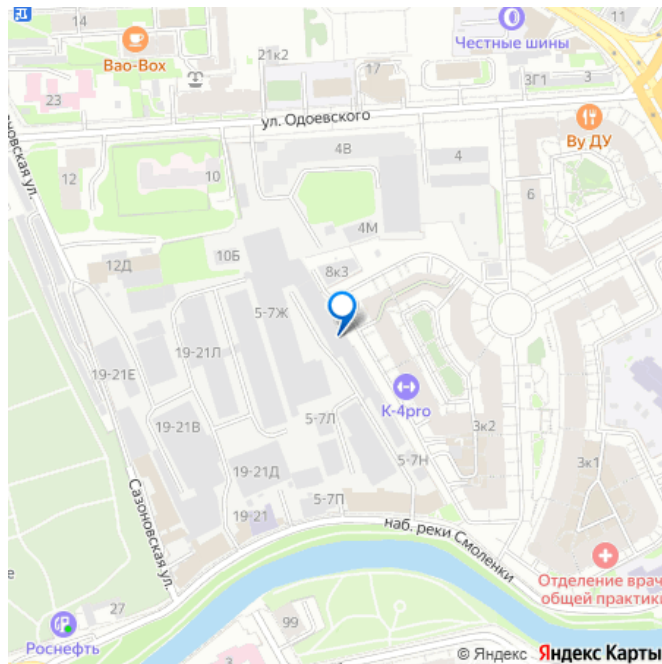 14
11
Честные шины
Bao-Box
21к2
17
3Г1
3
23
ул. Одоевского
Ву ДУ
4В
4
новская ул.
12
10
6
4М
10Б
12Д
8к3
5-7Ж
19-21Л
19-21Е
К-4pro
19-21В
5-7Л
3к2
5-7Н
3к1
19-21Д
5-7П
19-21
наб. реки Смоленки
Сазоновская ул.
Отделение врач
общей практики
е
27
99
Роснефть
3
© Яндекс Яндекс Карты